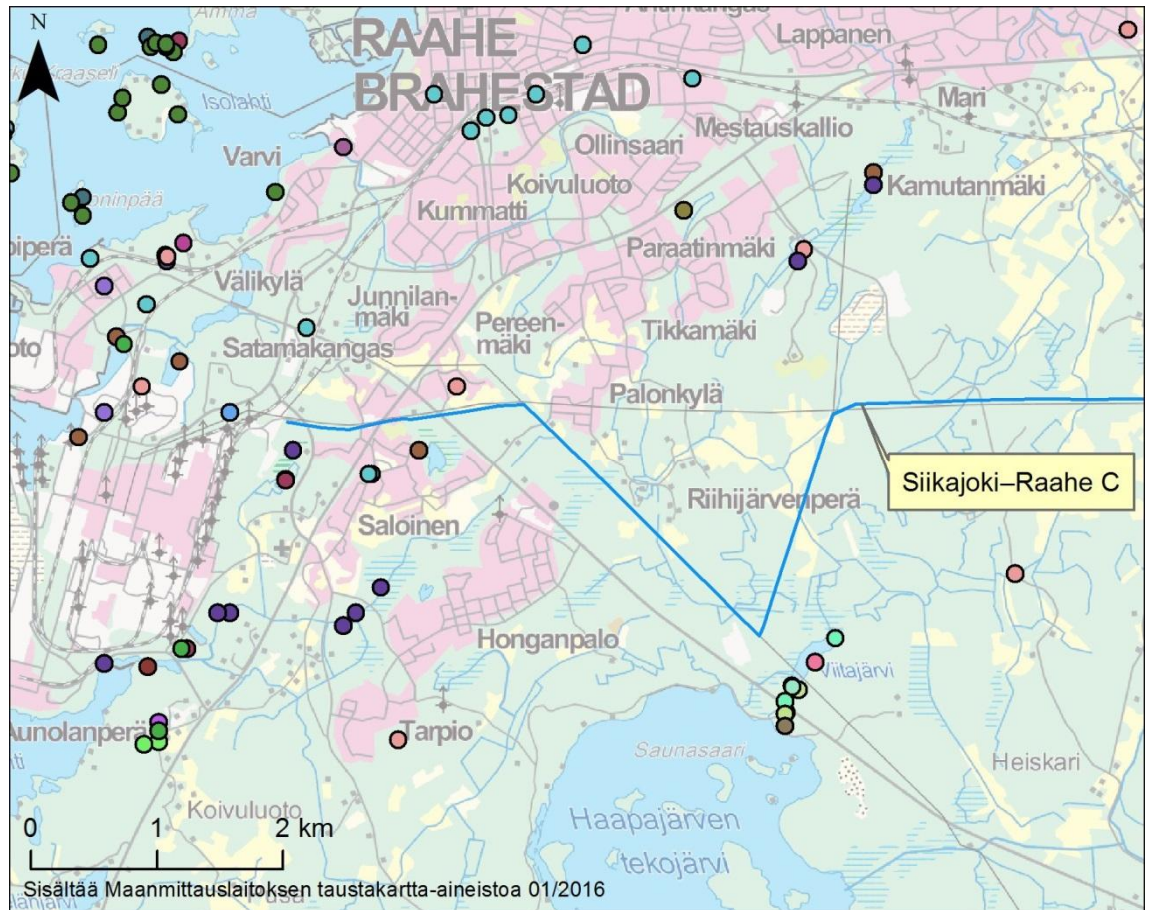 Lappanen
N
RAAHE
BRAHESTAD
Isolahti
Mari
Mestauskallio
Ollinsaari
Varvi
Koivuluoto
Kamutanmäki
Kummatti
Paraatinmäki
Välikylä
Junnilan-
mäki
Pereen-
mäki
Tikkamäki
Satamakangas
Palonkylä
Siikajoki–Raahe C
Riihijärvenperä
Saloinen
Honganpalo
Viitajärvi
Tarpio
Saunasaari
Heiskari
Koivuluoto
Haapajärven
tekojärvi
0 1 2 km
Sisältää Maanmittauslaitoksen taustakartta-aineistoa 01/2016